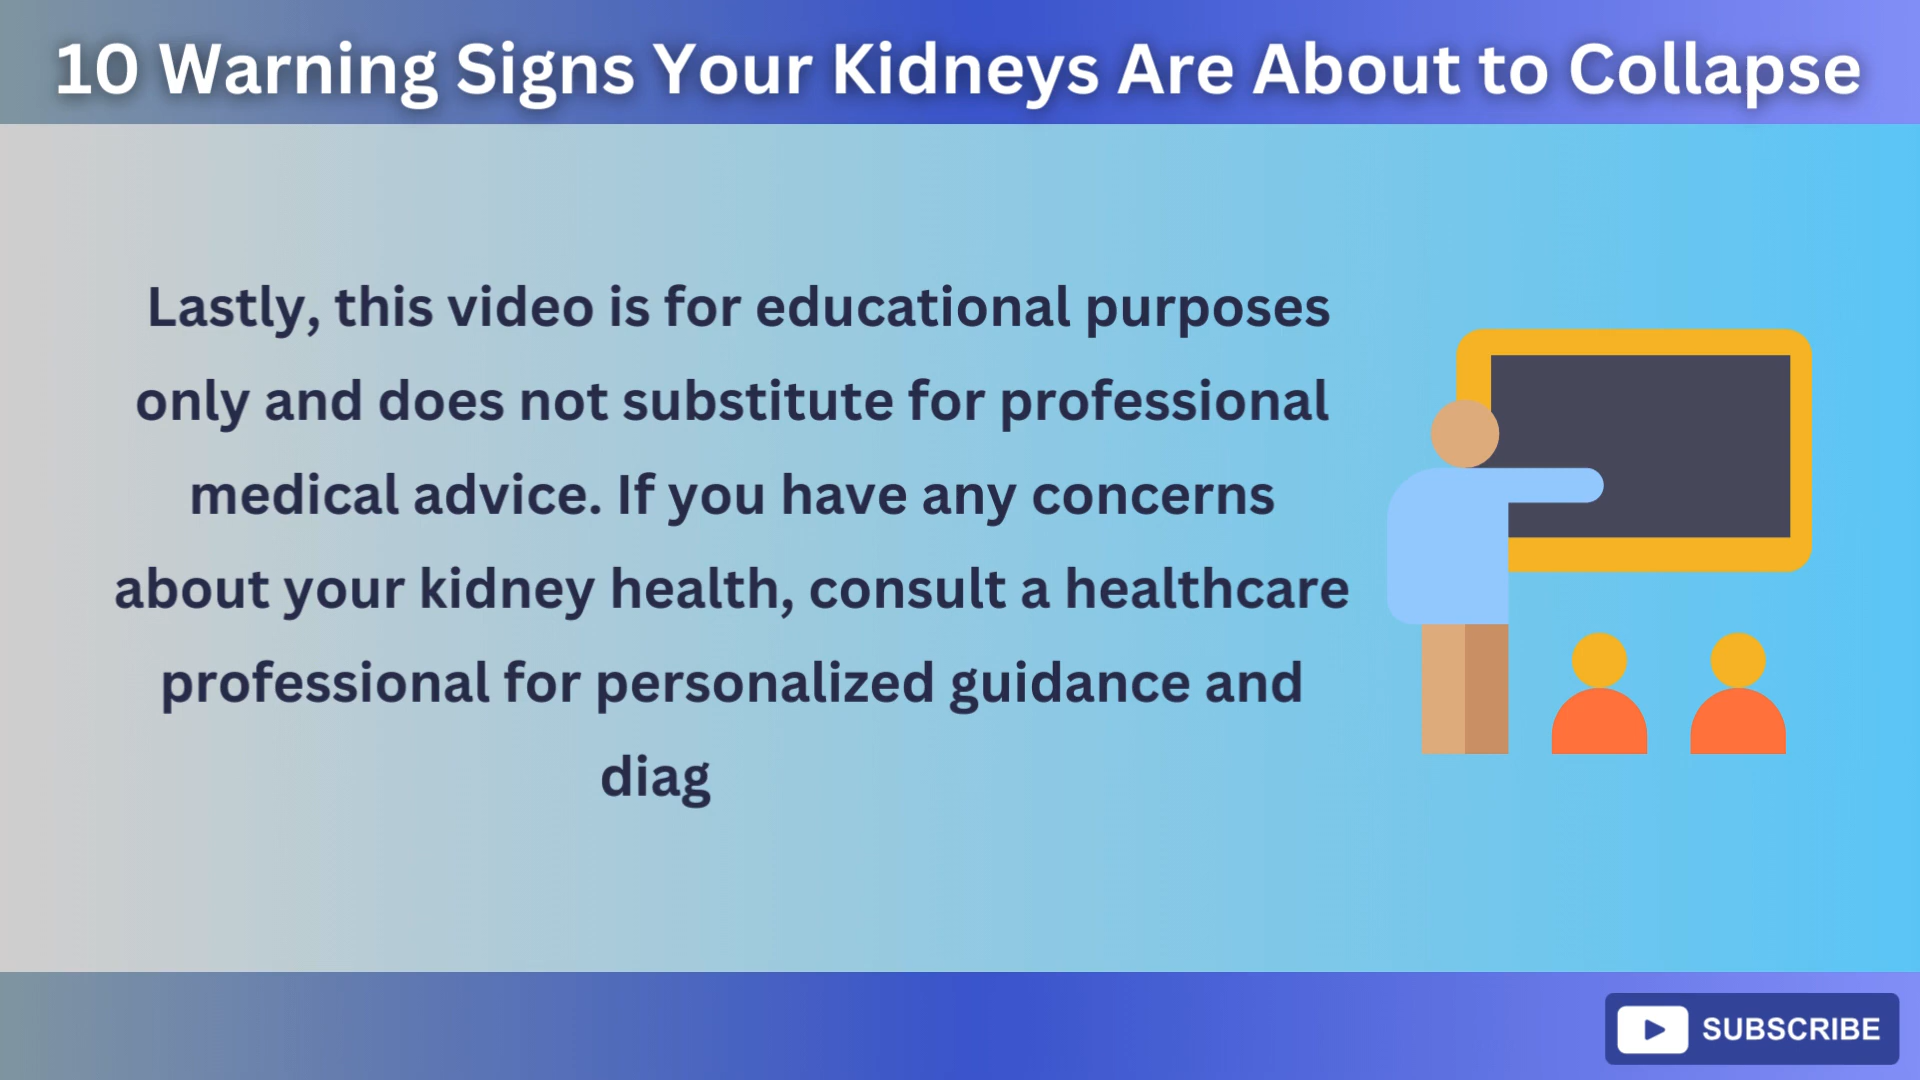 10 Warning Signs Your Kidneys Are About to Collapse
Lastly, this video is for educational purposes
only and does not substitute for professional
medical advice. If you have any concerns
about your kidney health, consult a healthcare
professional for personalized guidance and
diag
SUBSCRIBE